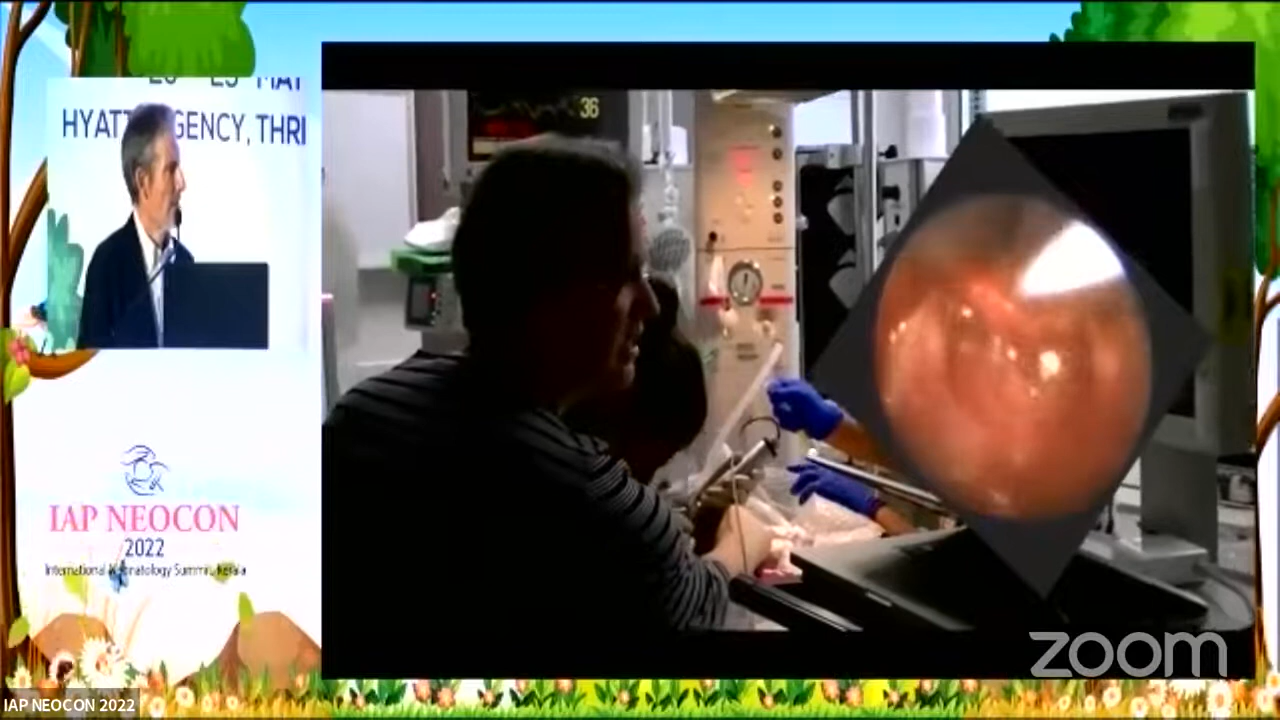 HYATT
GENCY, THRI
36
IAP NEOCON
2022
International Neonatology Summit, Kerala
zoom
IAP NEOCON 2022